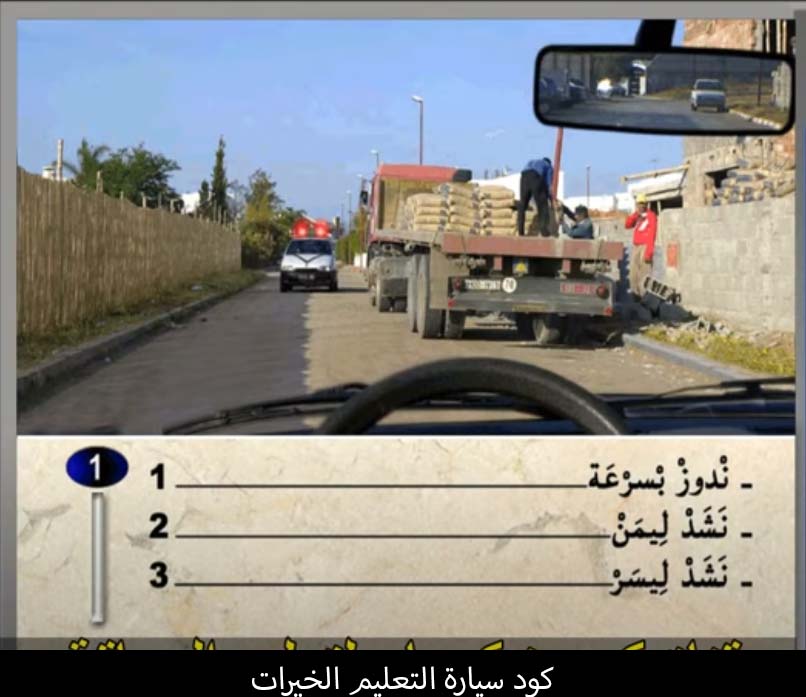 1
- نْدوزْ بْسرْعَة 1
- نَشَدْ لِيمَنْ 2
- نَشَدْ لِيسَرْ 3
كود سيارة التعليم الخيرات